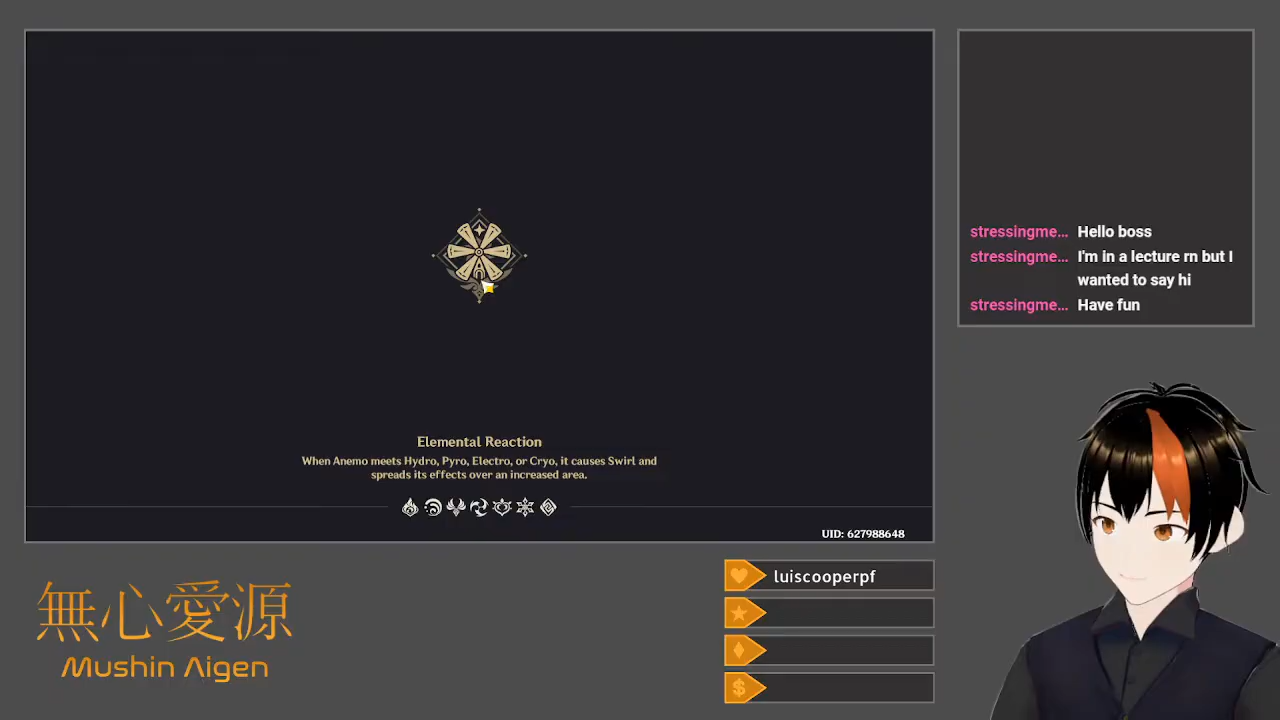 stressingme... Hello boss
stressingme... I'm in a lecture rn but I
wanted to say hi
stressingme... Have fun
Elemental Reaction
When Anemo meets Hydro, Pyro, Electro, or Cryo, it causes Swirl and
spreads its effects over an increased area.
UID: 627988648
luiscooperpf
$
無心愛源
Mushin Aigen